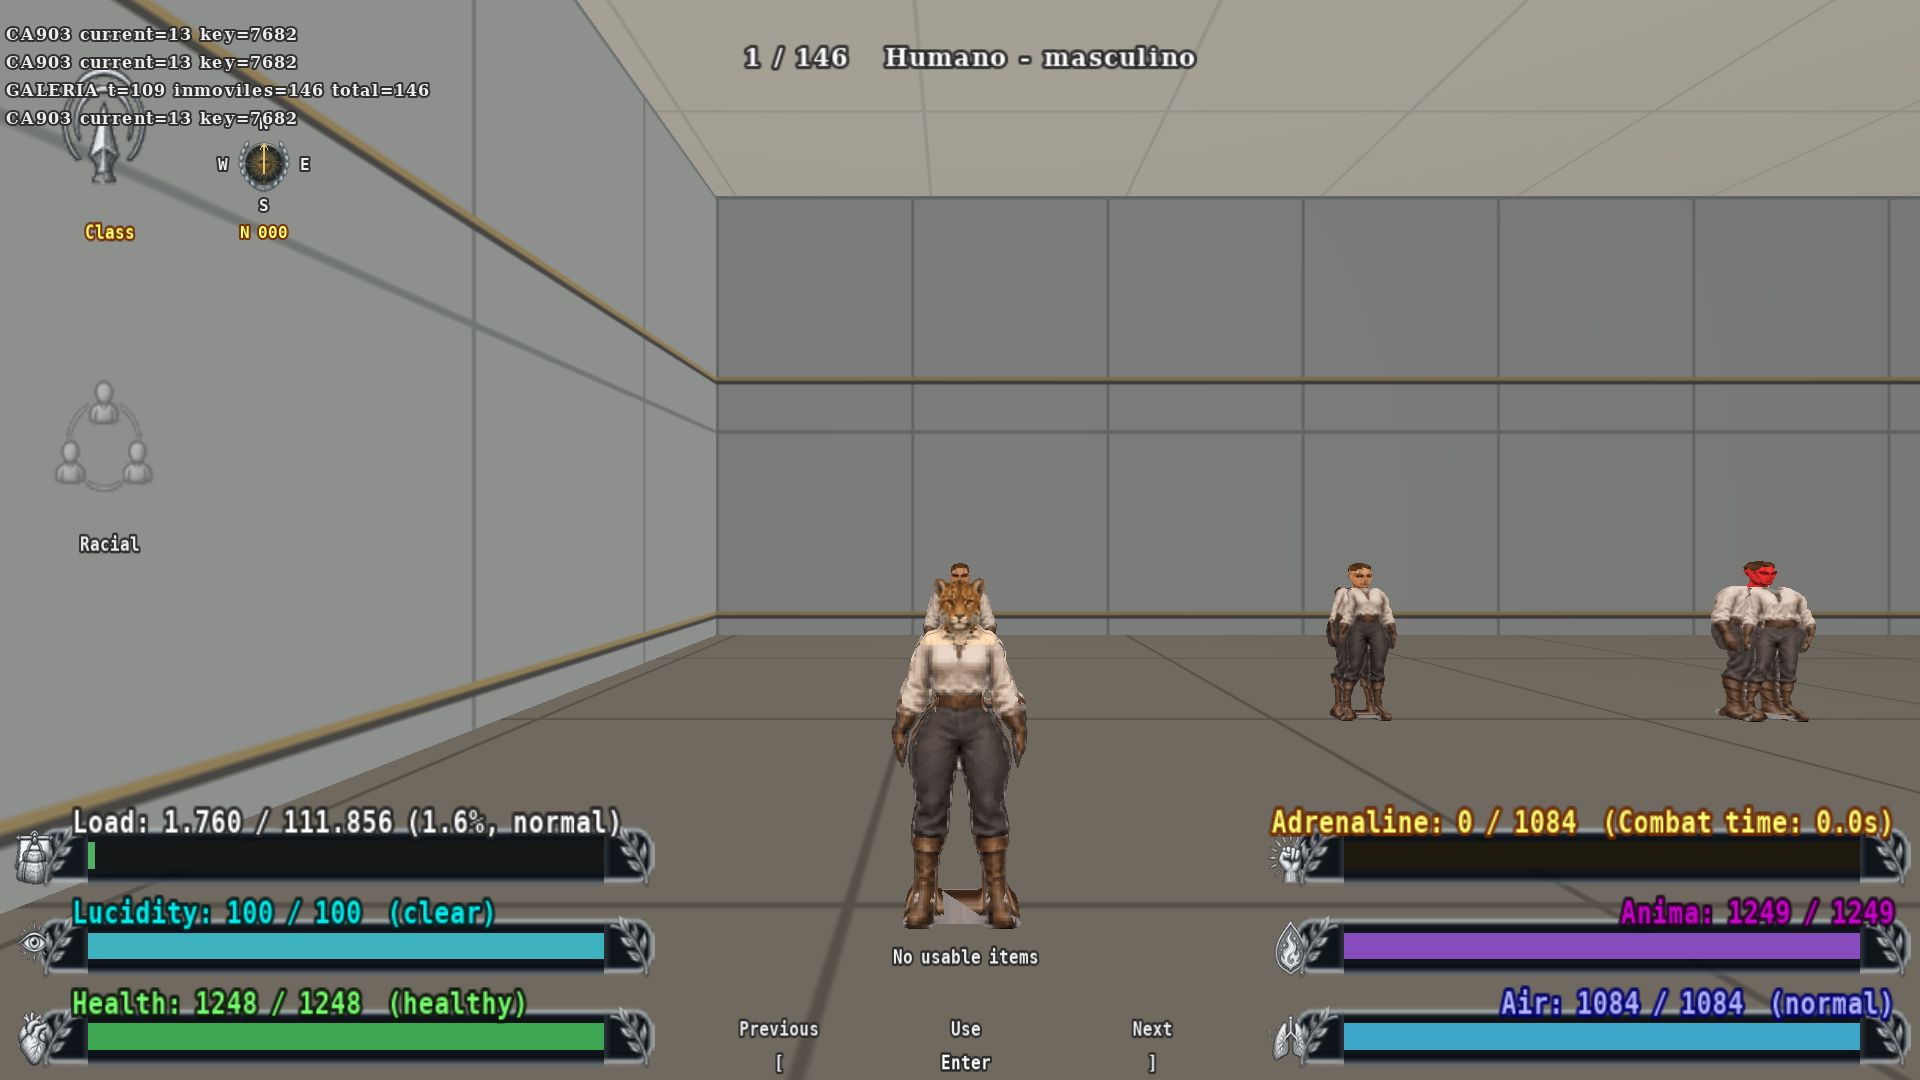 CA903 current=13 key=7682
CA903 current=13 key=7682
GALERIA t=109 inmoviles=146 total=146
CA903 current=13 key=7682
1 / 146 Humano - masculino
N
W E
S
Class
N 000
Racial
Load: 1.760 / 111.856 (1.6%, normal)
Lucidity: 100 / 100 (clear)
Health: 1248 / 1248 (healthy)
Adrenaline: 0 / 1084 (Combat time: 0.0s)
Anima: 1249 / 1249
Air: 1084 / 1084 (normal)
No usable items
Previous Use Next
[ Enter ]